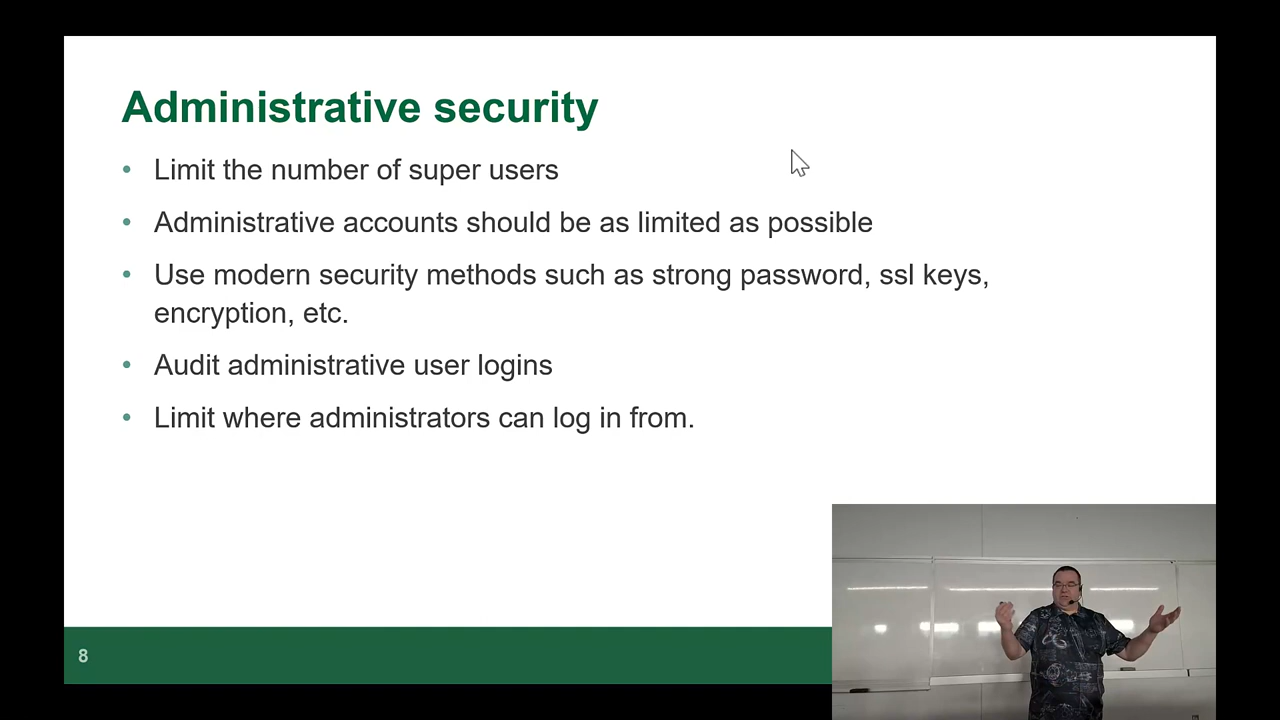 Administrative security
• Limit the number of super users
• Administrative accounts should be as limited as possible
• Use modern security methods such as strong password, ssl keys,
encryption, etc.
• Audit administrative user logins
• Limit where administrators can log in from.
8